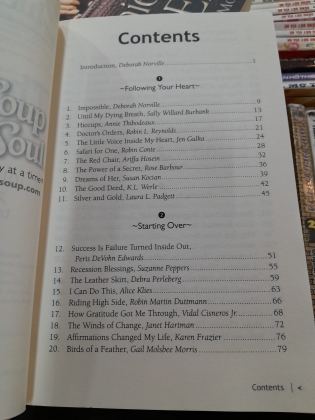 Contents
Introduction, Deborah Norville 1
❶
~Following Your Heart~
1. Impossible, Deborah Norville 9
2. Until My Dying Breath, Sally Willard Burbank 13
3. Hiccups, Annie Thibodeaux 17
4. Doctor's Orders, Robin L. Reynolds 21
5. The Little Voice Inside My Heart, Jen Gulka 24
6. Safari for One, Robin Conte 28
7. The Red Chair, Ariffa Hosein 32
8. The Power of a Secret, Rose Barbour 36
9. Dreams of Her, Susan Kocian 39
10. The Good Deed, K.L. Werle 42
11. Silver and Gold, Laura L. Padgett 45
❷
~Starting Over~
12. Success Is Failure Turned Inside Out,
Peris DeVohn Edwards 51
13. Recession Blessings, Suzanne Peppers 55
14. The Leather Skirt, Debra Perleberg 59
15. I Can Do This, Alice Klies 63
16. Riding High Side, Robin Martin Duttmann 66
17. How Gratitude Got Me Through, Vidal Cisneros Jr. 68
18. The Winds of Change, Janet Hartman 72
19. Affirmations Changed My Life, Karen Frazier 76
20. Birds of a Feather, Gail Molsbee Morris 79
Contents |
oup
Soul
y at a time
soup.com